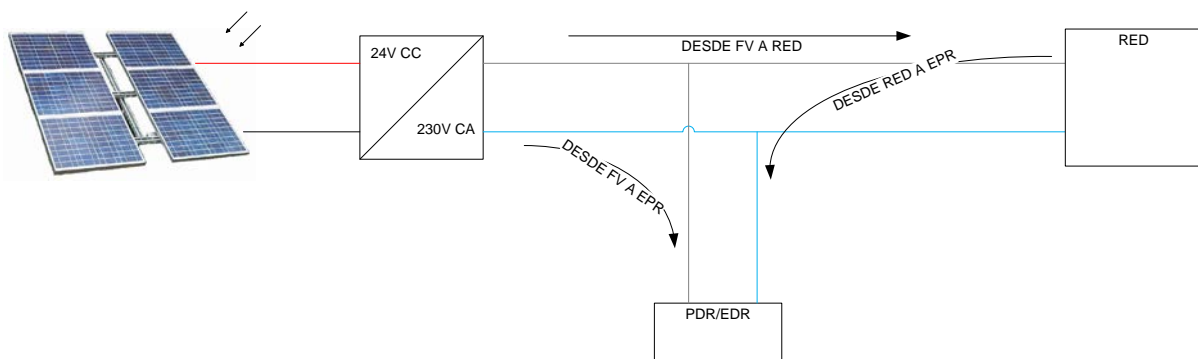 24V CC
230V CA
DESDE FV A RED
RED
DESDE RED A EPR
DESDE FV A EPR
PDR/EDR